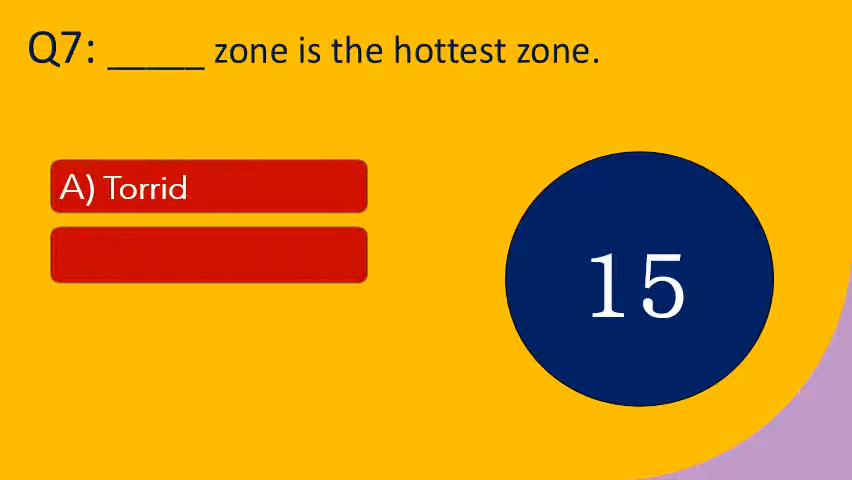 Q7: _____ zone is the hottest zone.
A) Torrid
15